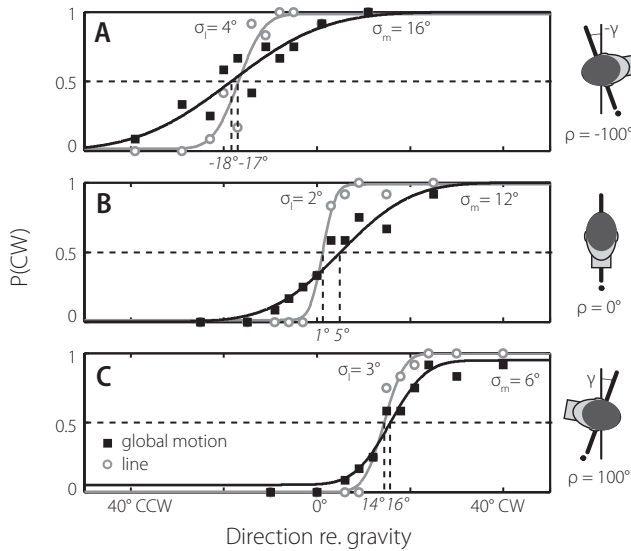 A
1
0.5
0
σl = 4°
σm = 16°
-18° -17°
-γ
ρ = -100°
B
1
0.5
0
σl = 2°
σm = 12°
1° 5°
ρ = 0°
P(CW)
C
1
0.5
0
σl = 3°
σm = 6°
global motion
line
14° 16°
γ
ρ = 100°
40° CCW
0°
40° CW
Direction re. gravity